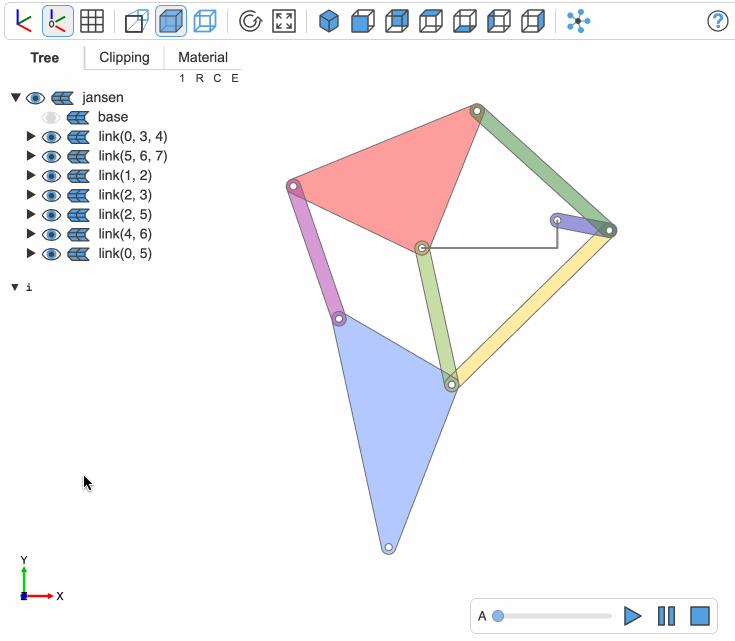 0
?
Tree Clipping Material
1 R C E
jansen
base
link(0, 3, 4)
link(5, 6, 7)
link(1, 2)
link(2, 3)
link(2, 5)
link(4, 6)
link(0, 5)
i
Y
Z X
A